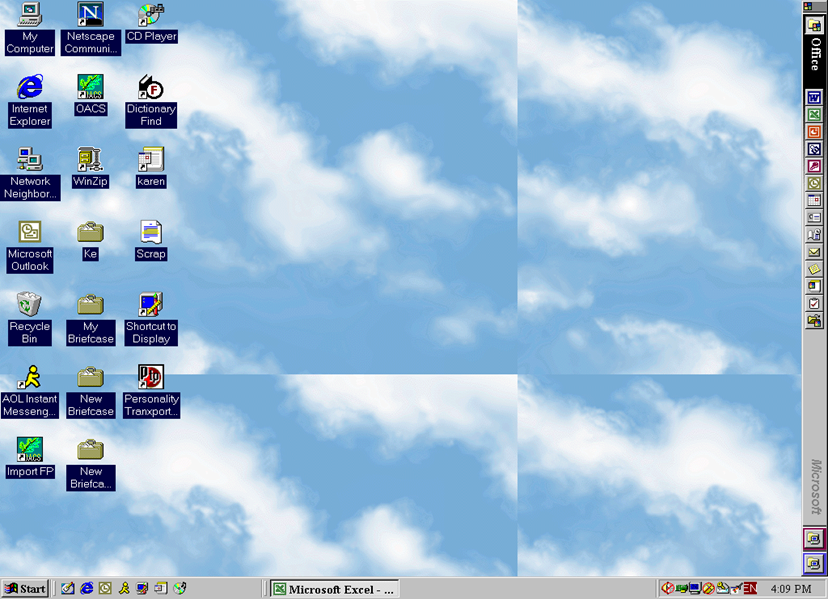 My
Computer
Netscape
Communi...
CD Player
Internet
Explorer
OACS
Dictionary
Find
Network
Neighbor...
WinZip
karen
Microsoft
Outlook
Ke
Scrap
Recycle
Bin
My
Briefcase
Shortcut to
Display
AOL Instant
Messeng...
New
Briefcase
Personality
Tranxport...
Import FP
New
Briefca...
Office
Microsoft
Start
Microsoft Excel - ...
EN
4:09 PM